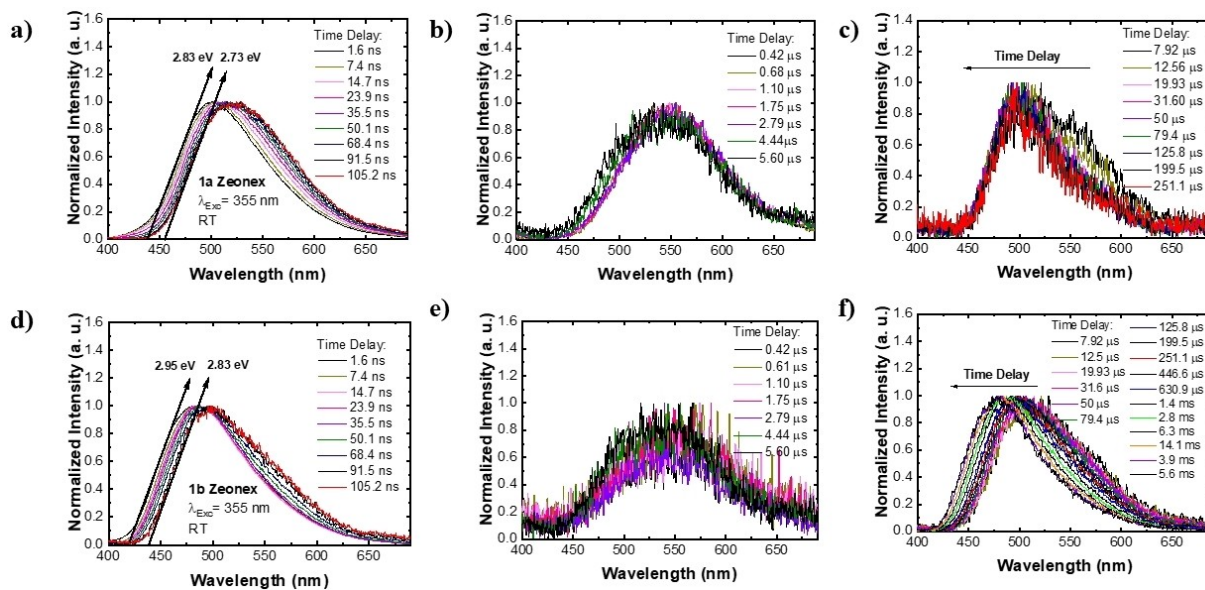 a)
1.6
1.4
1.2
1.0
0.8
0.6
0.4
0.2
0.0
Normalized Intensity (a. u.)
2.83 eV
2.73 eV
Time Delay:
1.6 ns
7.4 ns
14.7 ns
23.9 ns
35.5 ns
50.1 ns
68.4 ns
91.5 ns
105.2 ns
1a Zeonex
λExc= 355 nm
RT
400 450 500 550 600 650
Wavelength (nm)
b)
1.6
1.4
1.2
1.0
0.8
0.6
0.4
0.2
0.0
Normalized Intensity (a. u.)
Time Delay:
0.42 μs
0.68 μs
1.10 μs
1.75 μs
2.79 μs
4.44 μs
5.60 μs
400 450 500 550 600 650
Wavelength (nm)
c)
1.4
1.2
1.0
0.8
0.6
0.4
0.2
0.0
Normalized Intensity (a. u.)
Time Delay
Time Delay:
7.92 μs
12.56 μs
19.93 μs
31.60 μs
50 μs
79.4 μs
125.8 μs
199.5 μs
251.1 μs
400 450 500 550 600 650
Wavelength (nm)
d)
1.6
1.4
1.2
1.0
0.8
0.6
0.4
0.2
0.0
Normalized Intensity (a. u.)
2.95 eV
2.83 eV
Time Delay:
1.6 ns
7.4 ns
14.7 ns
23.9 ns
35.5 ns
50.1 ns
68.4 ns
91.5 ns
105.2 ns
1b Zeonex
λExc= 355 nm
RT
400 450 500 550 600 650
Wavelength (nm)
e)
1.6
1.4
1.2
1.0
0.8
0.6
0.4
0.2
0.0
Normalized Intensity (a. u.)
Time Delay:
0.42 μs
0.61 μs
1.10 μs
1.75 μs
2.79 μs
4.44 μs
5.60 μs
400 450 500 550 600 650
Wavelength (nm)
f)
1.6
1.4
1.2
1.0
0.8
0.6
0.4
0.2
0.0
Normalized Intensity (a. u.)
Time Delay
Time Delay:
7.92 μs
12.5 μs
19.93 μs
31.6 μs
50 μs
79.4 μs
125.8 μs
199.5 μs
251.1 μs
446.6 μs
630.9 μs
1.4 ms
2.8 ms
6.3 ms
14.1 ms
3.9 ms
5.6 ms
400 450 500 550 600 650
Wavelength (nm)